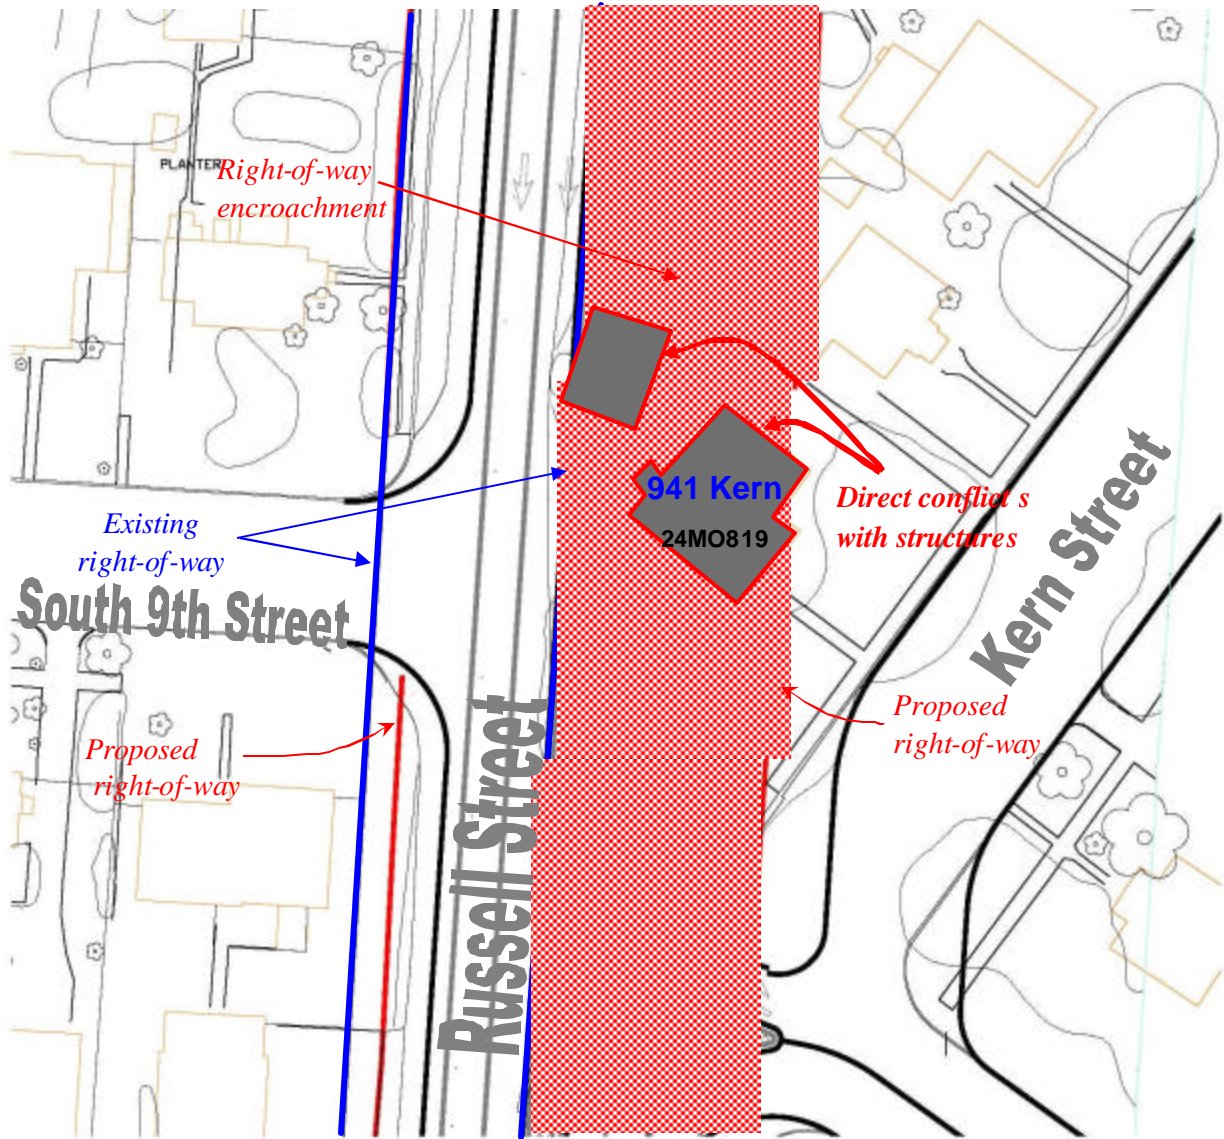 PLANTER
Right-of-way
encroachment
941 Kern
24MO819
Direct conflict s
with structures
Existing
right-of-way
South 9th Street
Kern Street
Proposed
right-of-way
Proposed
right-of-way
Russell Street